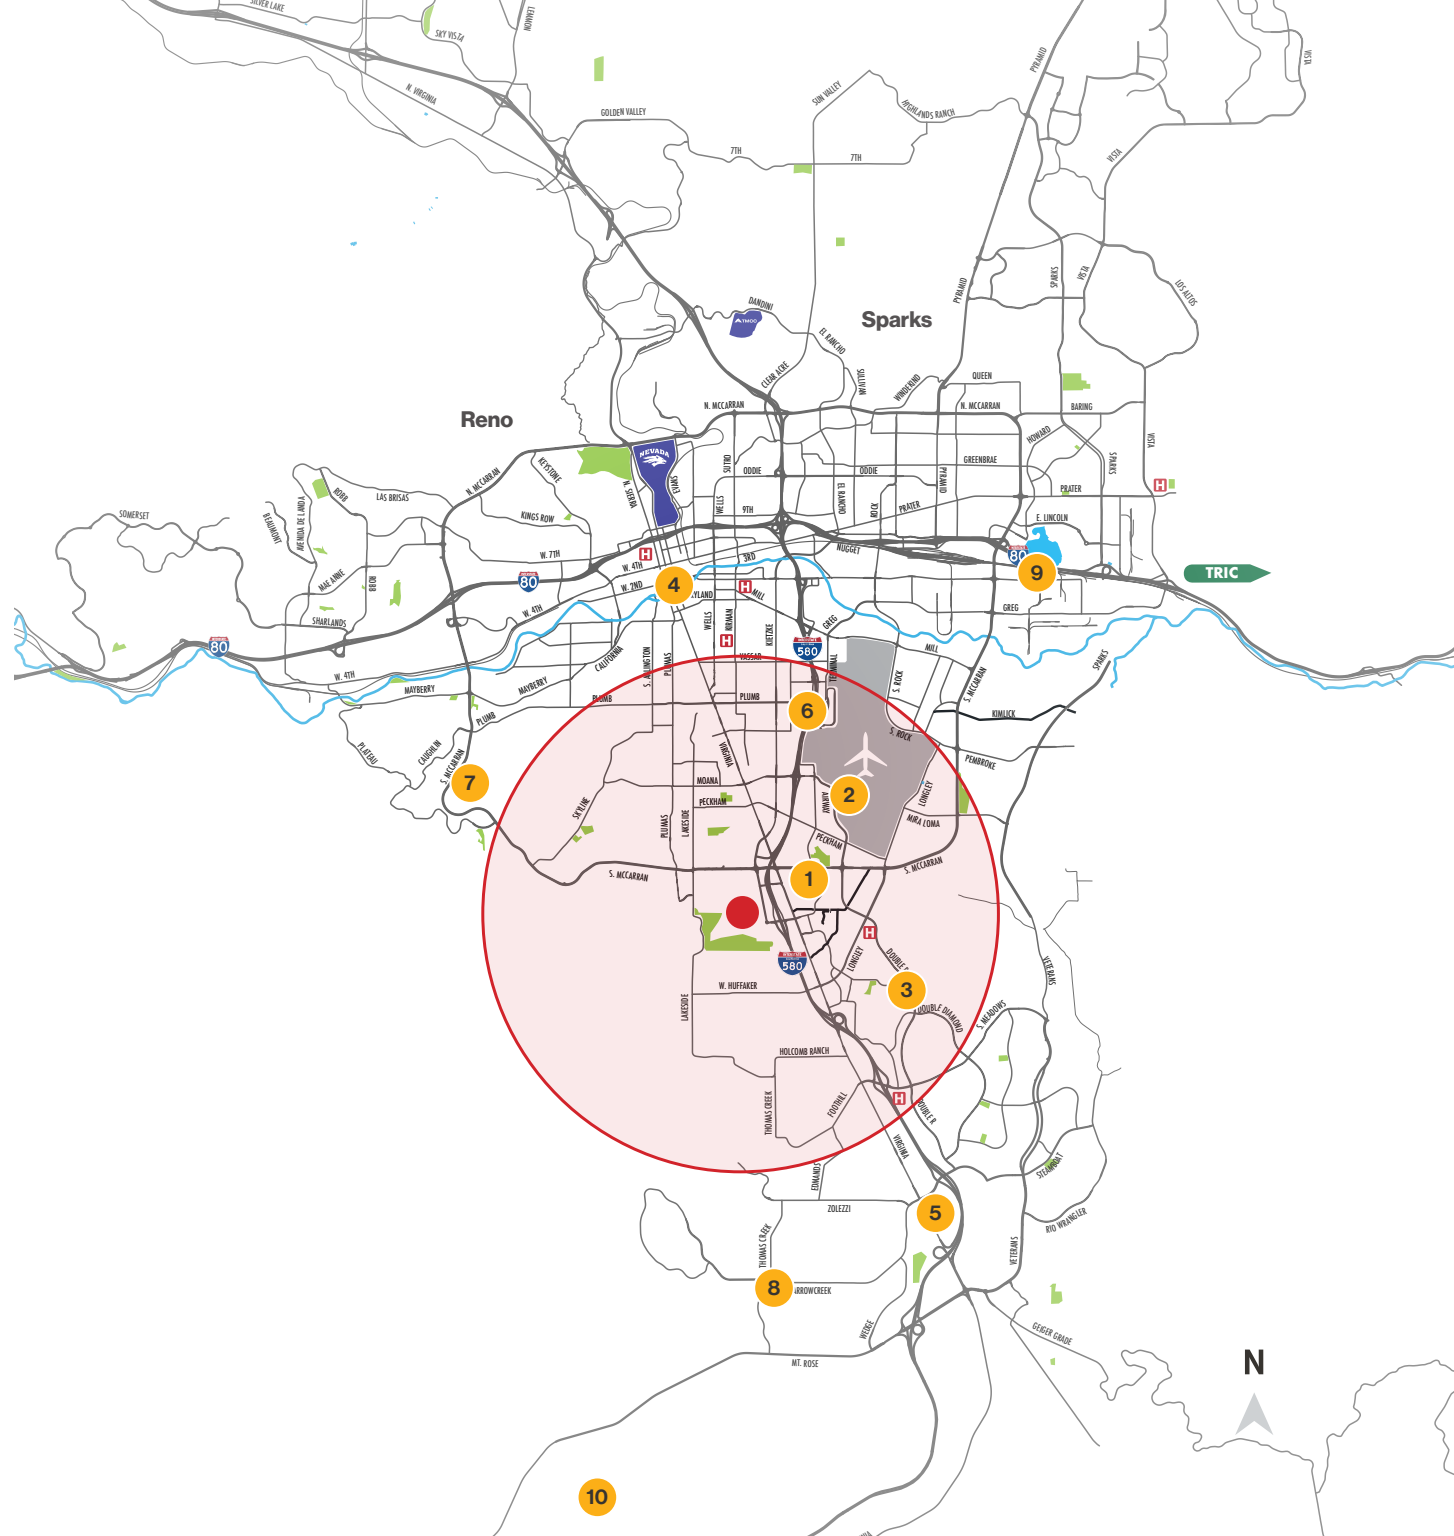 SILVER LAKE
LEMMON
SKY VISTA
PYRAMID
VISTA
N. VIRGINIA
SUN VALLEY
HIGHLANDS RANCH
GOLDEN VALLEY
7TH
7TH
VISTA
SPARKS
VISTA
PYRAMID
LOS ALTOS
DANDINI
TMCC
Sparks
EL RANCHO
CLEAR ACRE
SULLIVAN
WINDEKIND
QUEEN
N. MCCARRAN
N. MCCARRAN
BARING
Reno
HOWARD
VISTA
NEVADA
SUTRO
ODDIE
ODDIE
GREENBRAE
SPARKS
KEYSTONE
N. MCCARRAN
N. SIERRA
EVANS
PYRAMID
PRATER
H
ROBB
LAS BRISAS
WELLS
9TH
EL RANCHO
ROCK
PRATER
SOMERSET
BEAUMONT
AVENIDA DE LANDA
KINGS ROW
E. LINCOLN
W. 7TH
H
3RD
NUGGET
80
W. 4TH
9
TRIC
MAE ANNE
ROBB
80
W. 2ND
4
RYLAND
H
MILL
W. 4TH
GREG
SHARLANDS
WELLS
KIRMAN
H
KIETZKE
GREG
80
580
MILL
CALIFORNIA
S. ARLINGTON
PLUMAS
VASSAR
TERMINAL
S. ROCK
SPARKS
W. 4TH
MAYBERRY
MAYBERRY
PLUMB
PLUMB
S. MCCARRAN
PLUMB
6
KIMLICK
PLATEAU
CAUGHLIN
S. MCCARRAN
VIRGINIA
S. ROCK
PEMBROKE
7
MOANA
2
LONGLEY
SKYLINE
PECKHAM
AIRWAY
PLUMAS
LAKESIDE
MIRA LOMA
PECKHAM
S. MCCARRAN
S. MCCARRAN
1
H
580
LONGLEY
DOUBLE R
VETERANS
W. HUFFAKER
3
LAKESIDE
DOUBLE DIAMOND
S. MEADOWS
HOLCOMB RANCH
THOMAS CREEK
FOOTHILL
H
DOUBLE R
VIRGINIA
STEAMBOAT
EDMANDS
ZOLEZZI
5
RIO WRANGLER
THOMAS CREEK
VETERANS
8
ARROWCREEK
WEDGE
GEIGER GRADE
MT. ROSE
N
10